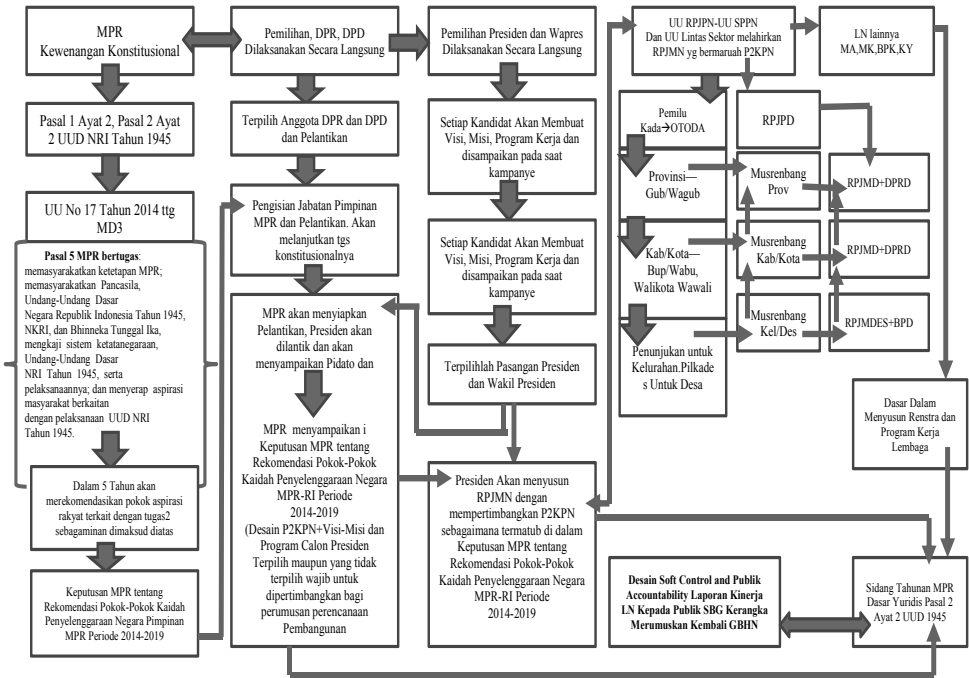 MPR
Kewenangan Konstitusional
Pasal 1 Ayat 2, Pasal 2 Ayat
2 UUD NRI Tahun 1945
UU No 17 Tahun 2014 ttg
MD3
Pasal 5 MPR bertugas:
memasyarakatkan ketetapan MPR;
memasyarakatkan Pancasila,
Undang-Undang Dasar
Negara Republik Indonesia Tahun 1945,
NKRI, dan Bhinneka Tunggal Ika,
mengkaji sistem ketatanegaraan,
Undang-Undang Dasar
NRI Tahun 1945, serta
pelaksanaannya; dan menyerap aspirasi
masyarakat berkaitan
dengan pelaksanaan UUD NRI
Tahun 1945.
Dalam 5 Tahun akan
merekomendasikan pokok aspirasi
rakyat terkait dengan tugas2
sebagaminan dimaksud diatas
Keputusan MPR tentang
Rekomendasi Pokok-Pokok Kaidah
Penyelenggaraan Negara Pimpinan
MPR Periode 2014-2019
Pemilihan, DPR, DPD
Dilaksanakan Secara Langsung
Terpilih Anggota DPR dan DPD
dan Pelantikan
Pengisian Jabatan Pimpinan
MPR dan Pelantikan. Akan
melanjutkan tgs
konstitusionalnya
MPR akan menyiapkan
Pelantikan, Presiden akan
dilantik dan akan
menyampaikan Pidato dan
MPR menyampaikan i
Keputusan MPR tentang
Rekomendasi Pokok-Pokok
Kaidah Penyelenggaraan Negara
MPR-RI Periode
2014-2019
(Desain P2KPN+Visi-Misi dan
Program Calon Presiden
Terpilih maupun yang tidak
terpilih wajib untuk
dipertimbangkan bagi
perumusan perencanaan
Pembangunan
Pemilihan Presiden dan Wapres
Dilaksanakan Secara Langsung
Setiap Kandidat Akan Membuat
Visi, Misi, Program Kerja dan
disampaikan pada saat
kampanye
Setiap Kandidat Akan Membuat
Visi, Misi, Program Kerja dan
disampaikan pada saat
kampanye
Terpilihlah Pasangan Presiden
dan Wakil Presiden
Presiden Akan menyusun
RPJMN dengan
mempertimbangkan P2KPN
sebagaimana termatub di dalam
Keputusan MPR tentang
Rekomendasi Pokok-Pokok
Kaidah Penyelenggaraan Negara
MPR-RI Periode
2014-2019
UU RPJPN-UU SPPN
Dan UU Lintas Sektor melahirkan
RPJMN yg bermaruah P2KPN
Pemilu
Kada→OTODA
Provinsi—
Gub/Wagub
Kab/Kota—
Bup/Wabu,
Walikota Wawali
Penunjukan untuk
Kelurahan.Pilkade
s Untuk Desa
RPJPD
Musrenbang
Prov
Musrenbang
Kab/Kota
Musrenbang
Kel/Des
RPJMD+DPRD
RPJMD+DPRD
RPJMDES+BPD
LN lainnya
MA,MK,BPK,KY
Dasar Dalam
Menyusun Renstra dan
Program Kerja
Lembaga
Desain Soft Control and Publik
Accountability Laporan Kinerja
LN Kepada Publik SBG Kerangka
Merumuskan Kembali GBHN
Sidang Tahunan MPR
Dasar Yuridis Pasal 2
Ayat 2 UUD 1945